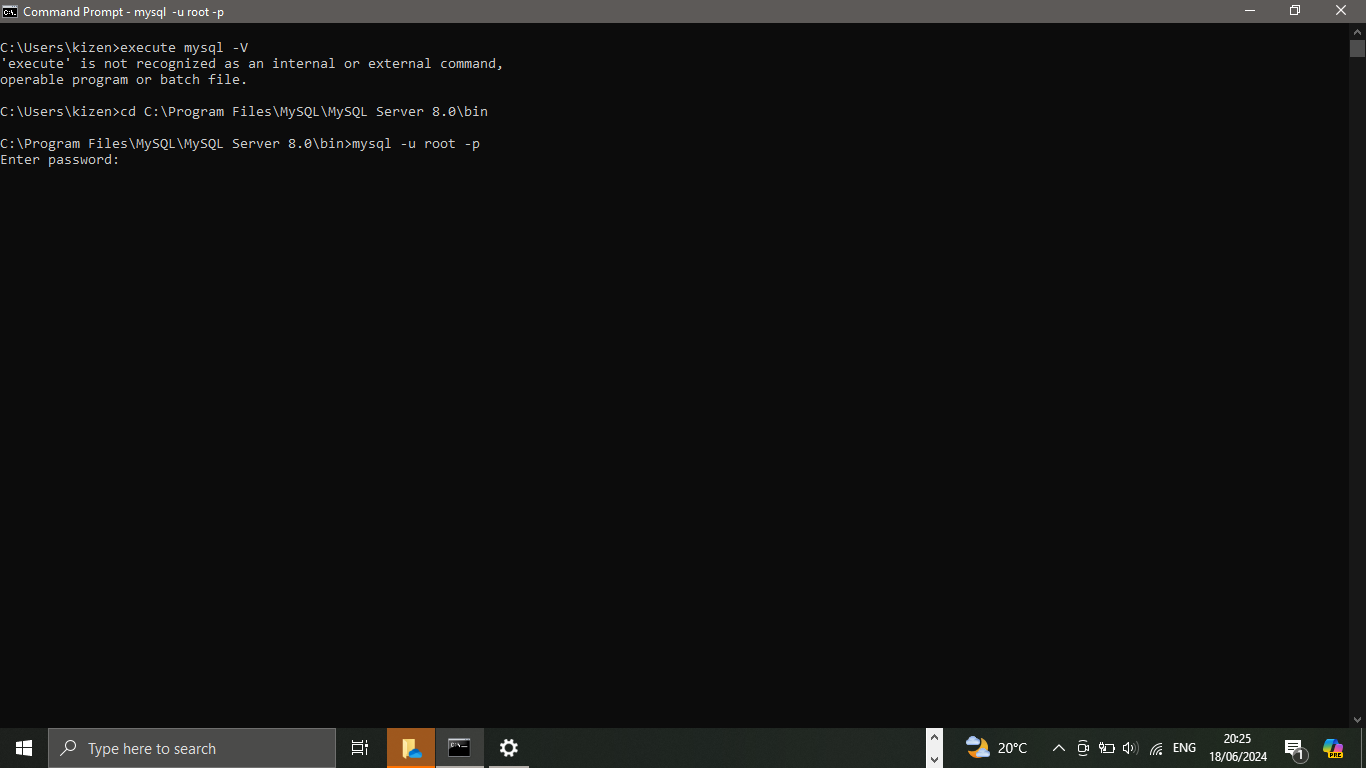 Command Prompt - mysql  -u root -p
C:\Users\kizen>execute mysql -V
'execute' is not recognized as an internal or external command,
operable program or batch file.
C:\Users\kizen>cd C:\Program Files\MySQL\MySQL Server 8.0\bin
C:\Program Files\MySQL\MySQL Server 8.0\bin>mysql -u root -p
Enter password:
Type here to search
20°C
ENG
20:25
18/06/2024
1
PRE